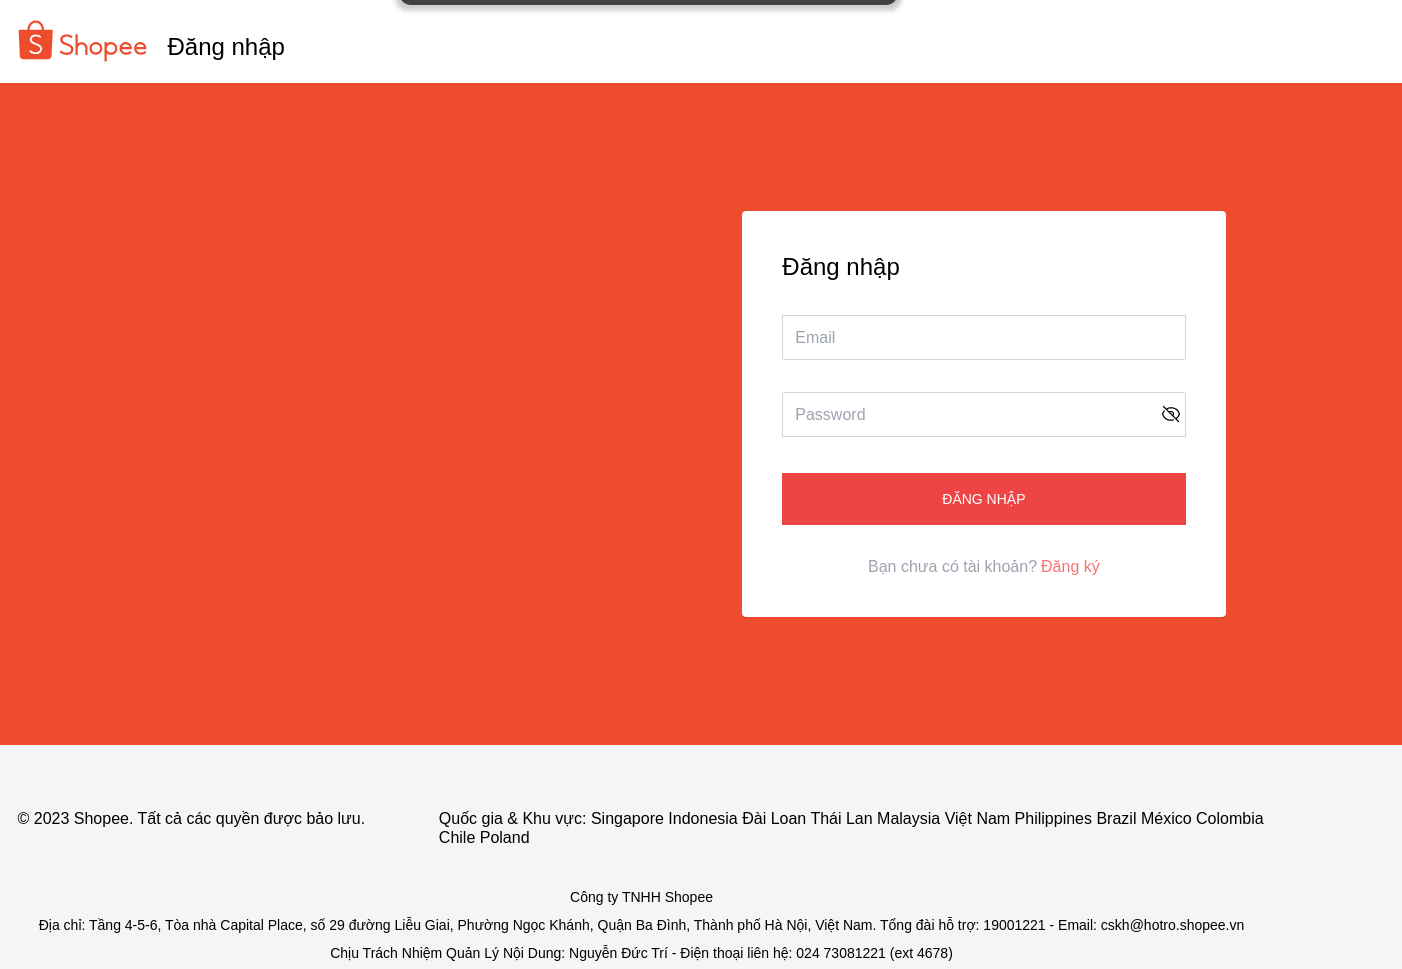 Shopee Đăng nhập
Đăng nhập
Email
Password
ĐĂNG NHẬP
Bạn chưa có tài khoản? Đăng ký
© 2023 Shopee. Tất cả các quyền được bảo lưu.
Quốc gia & Khu vực: Singapore Indonesia Đài Loan Thái Lan Malaysia Việt Nam Philippines Brazil México Colombia
Chile Poland
Công ty TNHH Shopee
Địa chỉ: Tầng 4-5-6, Tòa nhà Capital Place, số 29 đường Liễu Giai, Phường Ngọc Khánh, Quận Ba Đình, Thành phố Hà Nội, Việt Nam. Tổng đài hỗ trợ: 19001221 - Email: cskh@hotro.shopee.vn
Chịu Trách Nhiệm Quản Lý Nội Dung: Nguyễn Đức Trí - Điện thoại liên hệ: 024 73081221 (ext 4678)